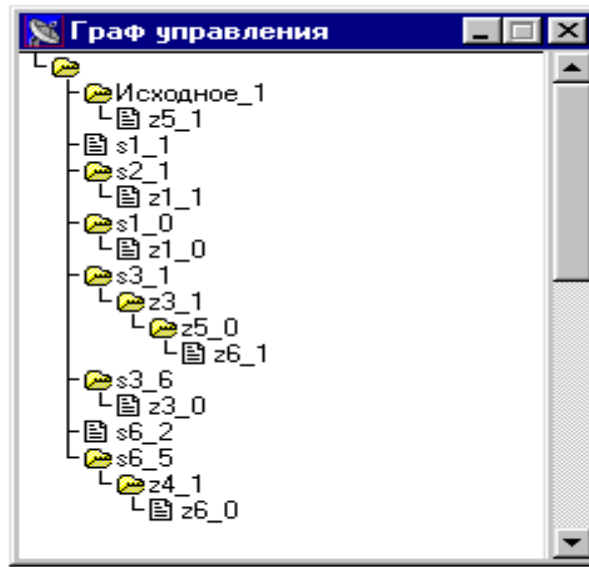 Граф управления
Исходное_1
z5_1
s1_1
s2_1
z1_1
s1_0
z1_0
s3_1
z3_1
z5_0
z6_1
s3_6
z3_0
s6_2
s6_5
z4_1
z6_0